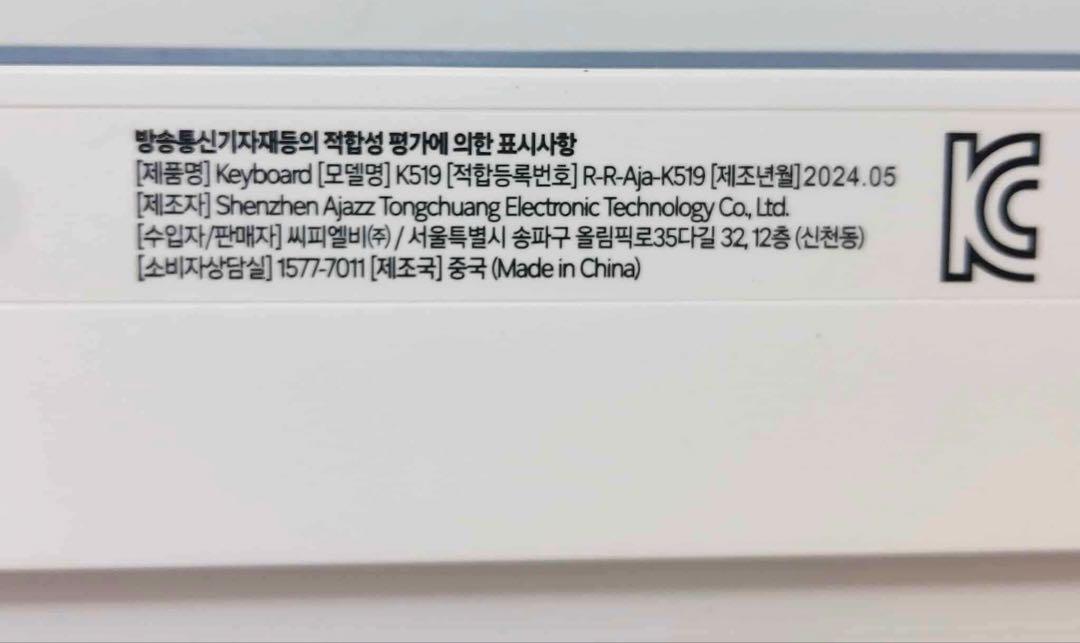 방송통신기자재등의 적합성 평가에 의한 표시사항
[제품명] Keyboard [모델명] K519 [적합등록번호] R-R-Aja-K519 [제조년월] 2024.05
[제조자] Shenzhen Ajazz Tongchuang Electronic Technology Co., Ltd.
[수입자/판매자] 씨피엘비㈜ / 서울특별시 송파구 올림픽로35다길 32, 12층 (신천동)
[소비자상담실] 1577-7011 [제조국] 중국 (Made in China)
KC